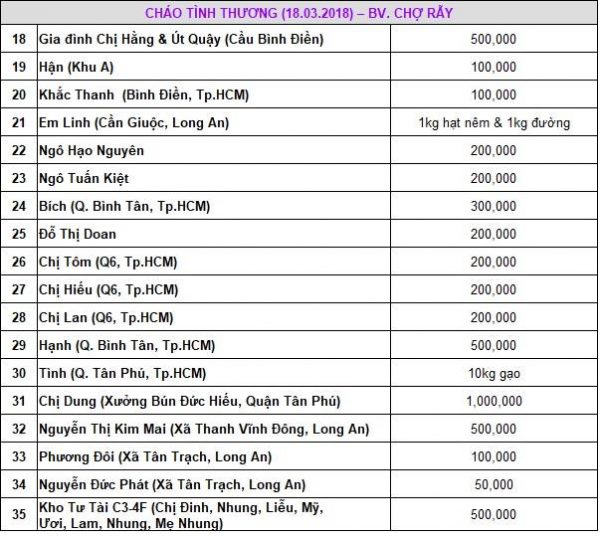 CHÁO TÌNH THƯƠNG (18.03.2018) – BV. CHỢ RẪY
18 Gia đình Chị Hằng & Út Quậy (Cầu Bình Điền) 500,000
19 Hận (Khu A) 100,000
20 Khắc Thanh (Bình Điền, Tp.HCM) 100,000
21 Em Linh (Cần Giuộc, Long An) 1kg hạt nêm & 1kg đường
22 Ngô Hạo Nguyên 200,000
23 Ngô Tuấn Kiệt 200,000
24 Bích (Q. Bình Tân, Tp.HCM) 300,000
25 Đỗ Thị Doan 200,000
26 Chị Tôm (Q6, Tp.HCM) 200,000
27 Chị Hiếu (Q6, Tp.HCM) 200,000
28 Chị Lan (Q6, Tp.HCM) 200,000
29 Hạnh (Q. Bình Tân, Tp.HCM) 500,000
30 Tình (Q. Tân Phú, Tp.HCM) 10kg gạo
31 Chị Dung (Xưởng Bún Đức Hiếu, Quận Tân Phú) 1,000,000
32 Nguyễn Thị Kim Mai (Xã Thanh Vĩnh Đông, Long An) 500,000
33 Phương Đôi (Xã Tân Trạch, Long An) 100,000
34 Nguyễn Đức Phát (Xã Tân Trạch, Long An) 50,000
35 Kho Tư Tài C3-4F (Chị Đinh, Nhung, Liễu, Mỹ,
Ươi, Lam, Nhung, Mẹ Nhung) 500,000